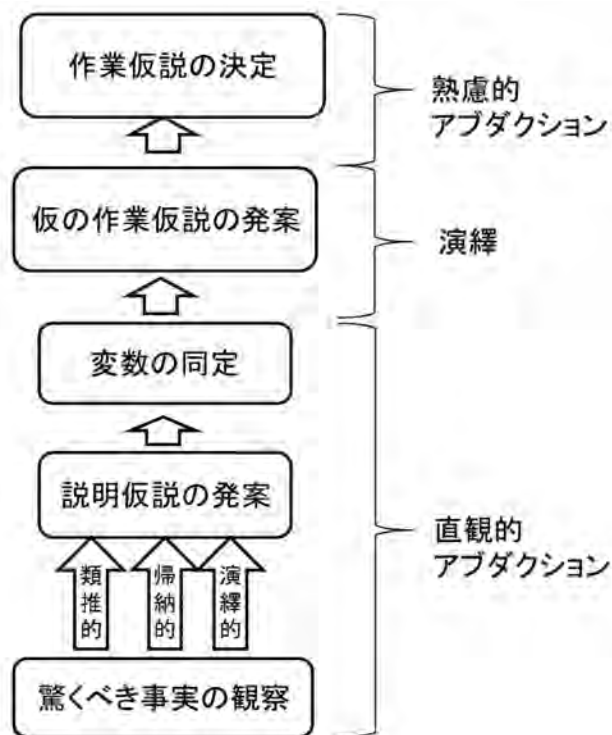 作業仮説の決定
熟慮的
アブダクション
仮の作業仮説の発案
演繹
変数の同定
説明仮説の発案
直観的
アブダクション
類推的
帰納的
演繹的
驚くべき事実の観察